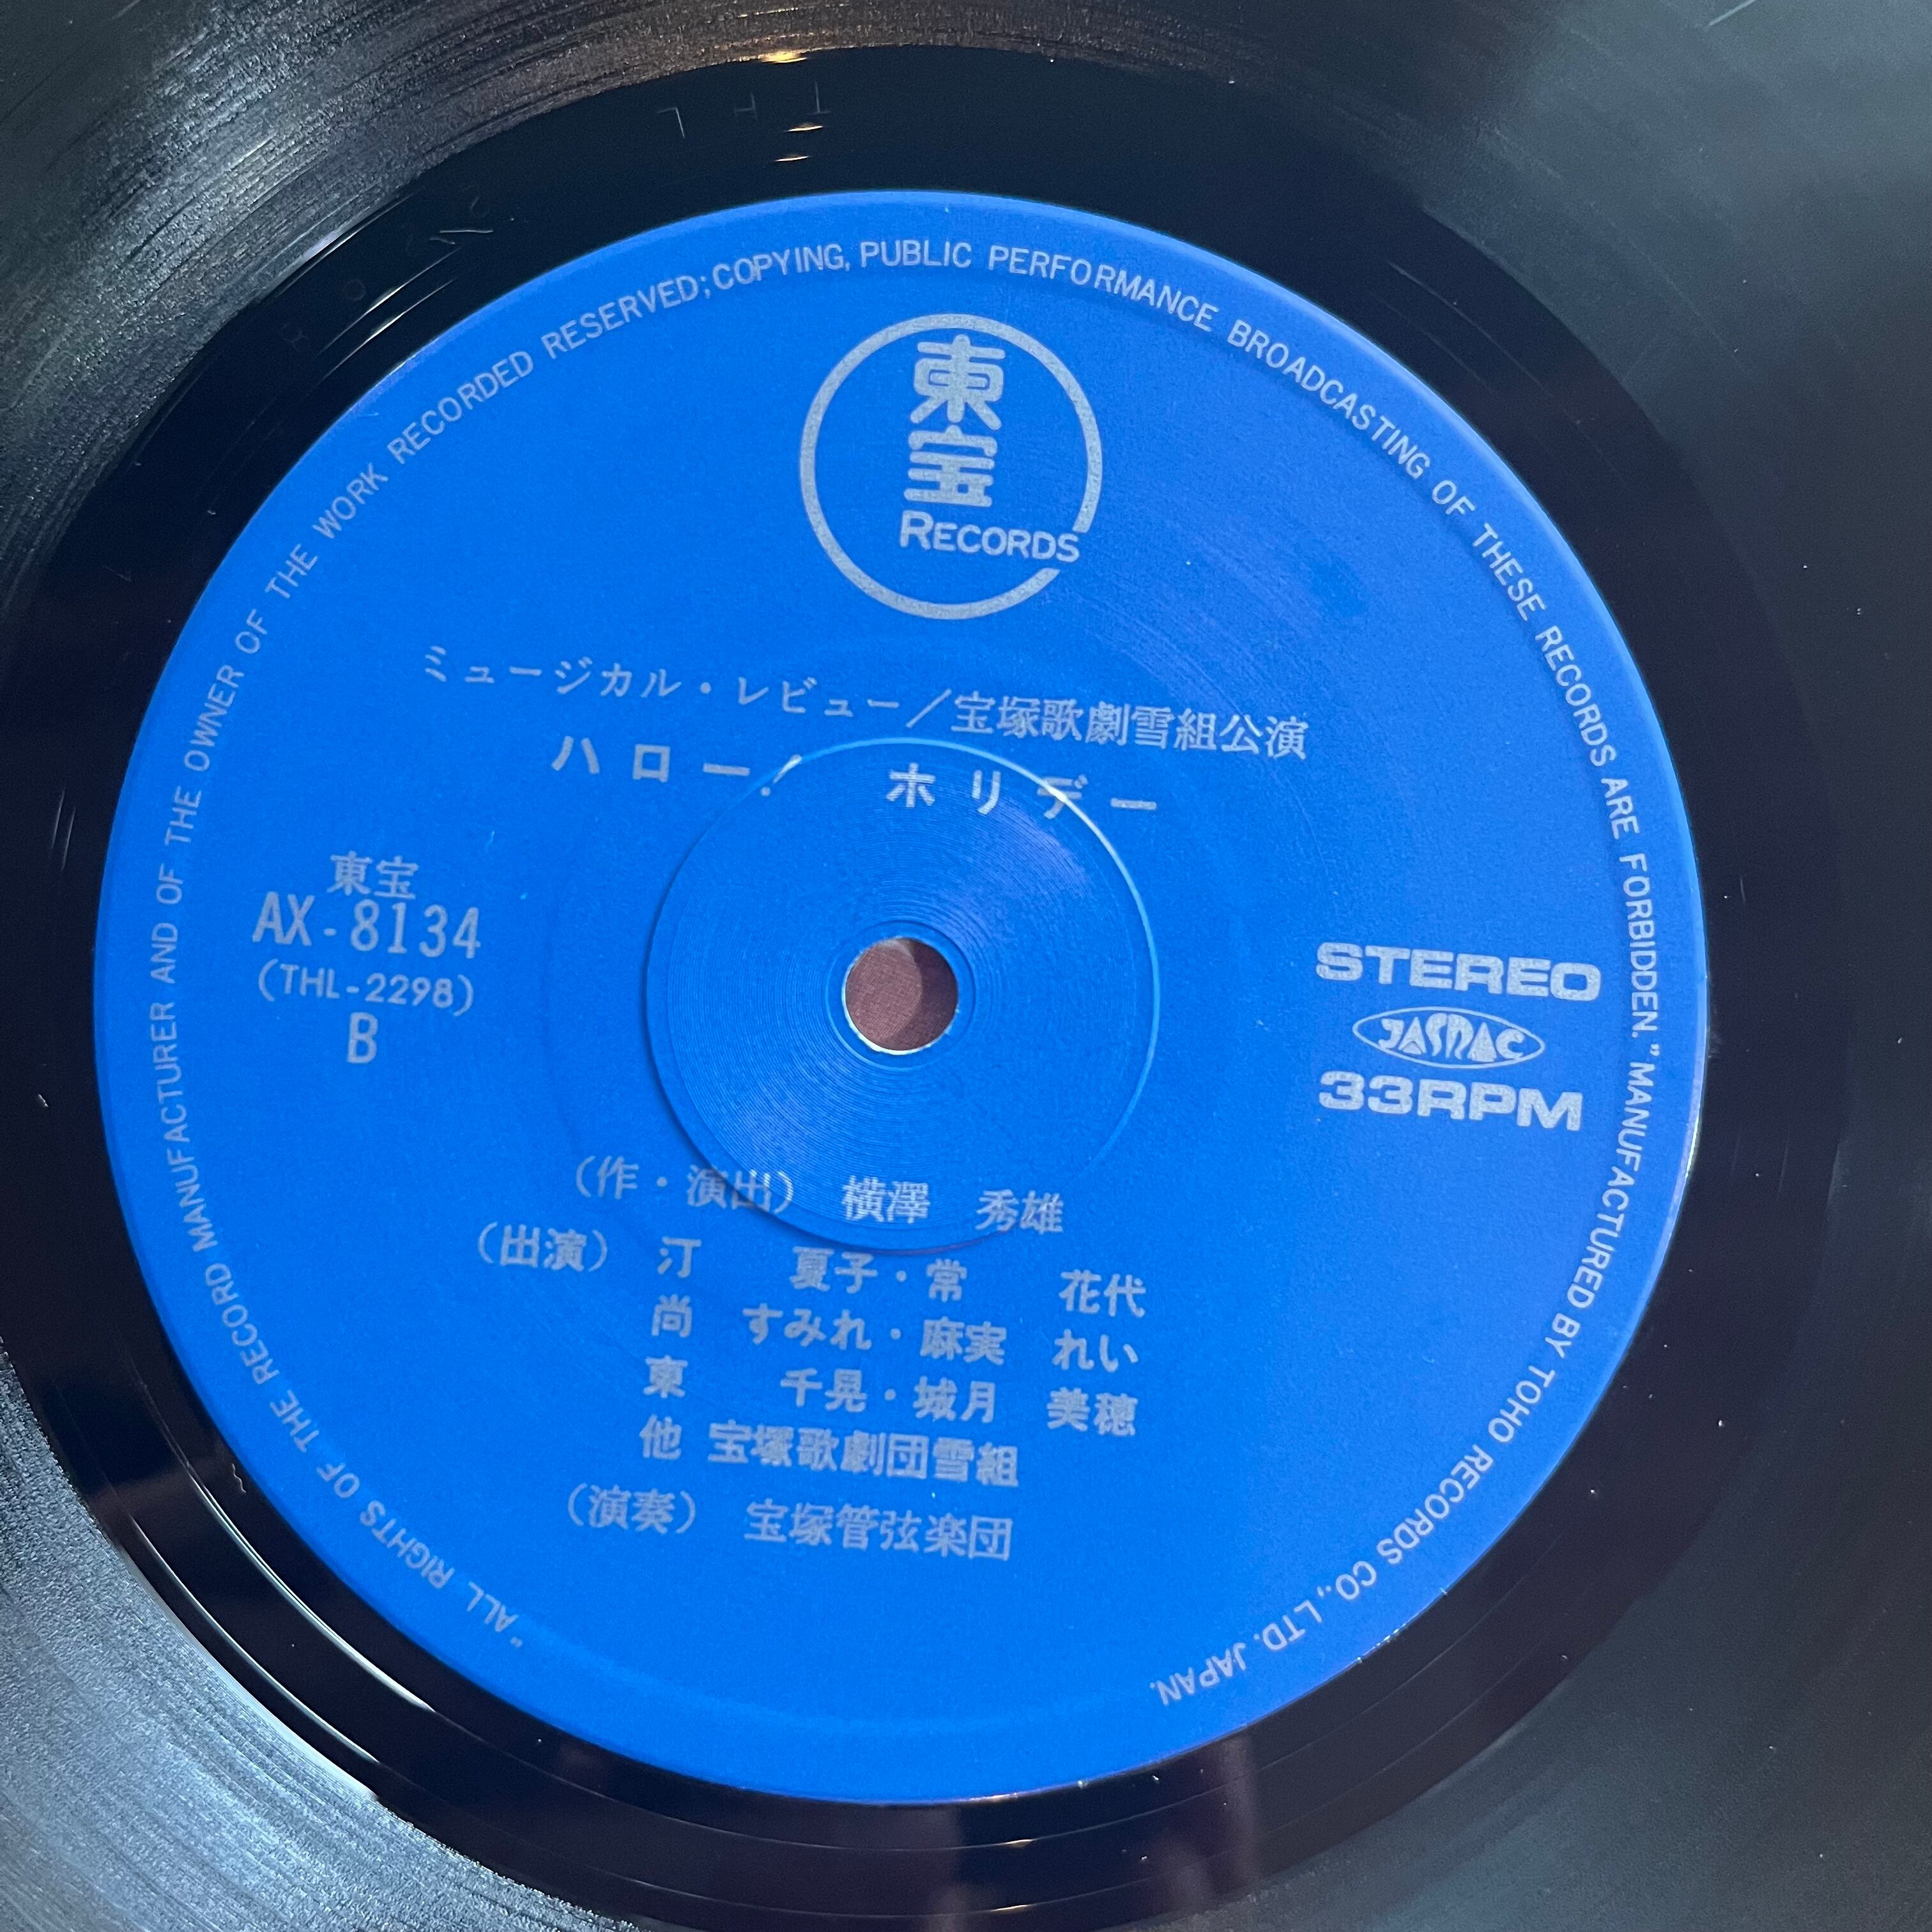 東宝
RECORDS
ミュージカル・レビュー／宝塚歌劇雪組公演
ハロー！ ホリデー
東宝
AX-8134
(THL-2298)
B
STEREO
JASRAC
33RPM
（作・演出） 横澤 秀雄
（出演） 汀 夏子・常 花代
尚 すみれ・麻実 れい
東 千晃・城月 美穂
他 宝塚歌劇団雪組
（演奏） 宝塚管弦楽団
"ALL RIGHTS OF THE RECORD MANUFACTURER AND OF THE OWNER OF THE WORK RECORDED RESERVED; COPYING, PUBLIC PERFORMANCE BROADCASTING OF THESE RECORDS ARE FORBIDDEN." MANUFACTURED BY TOHO RECORDS CO., LTD. JAPAN.
THL